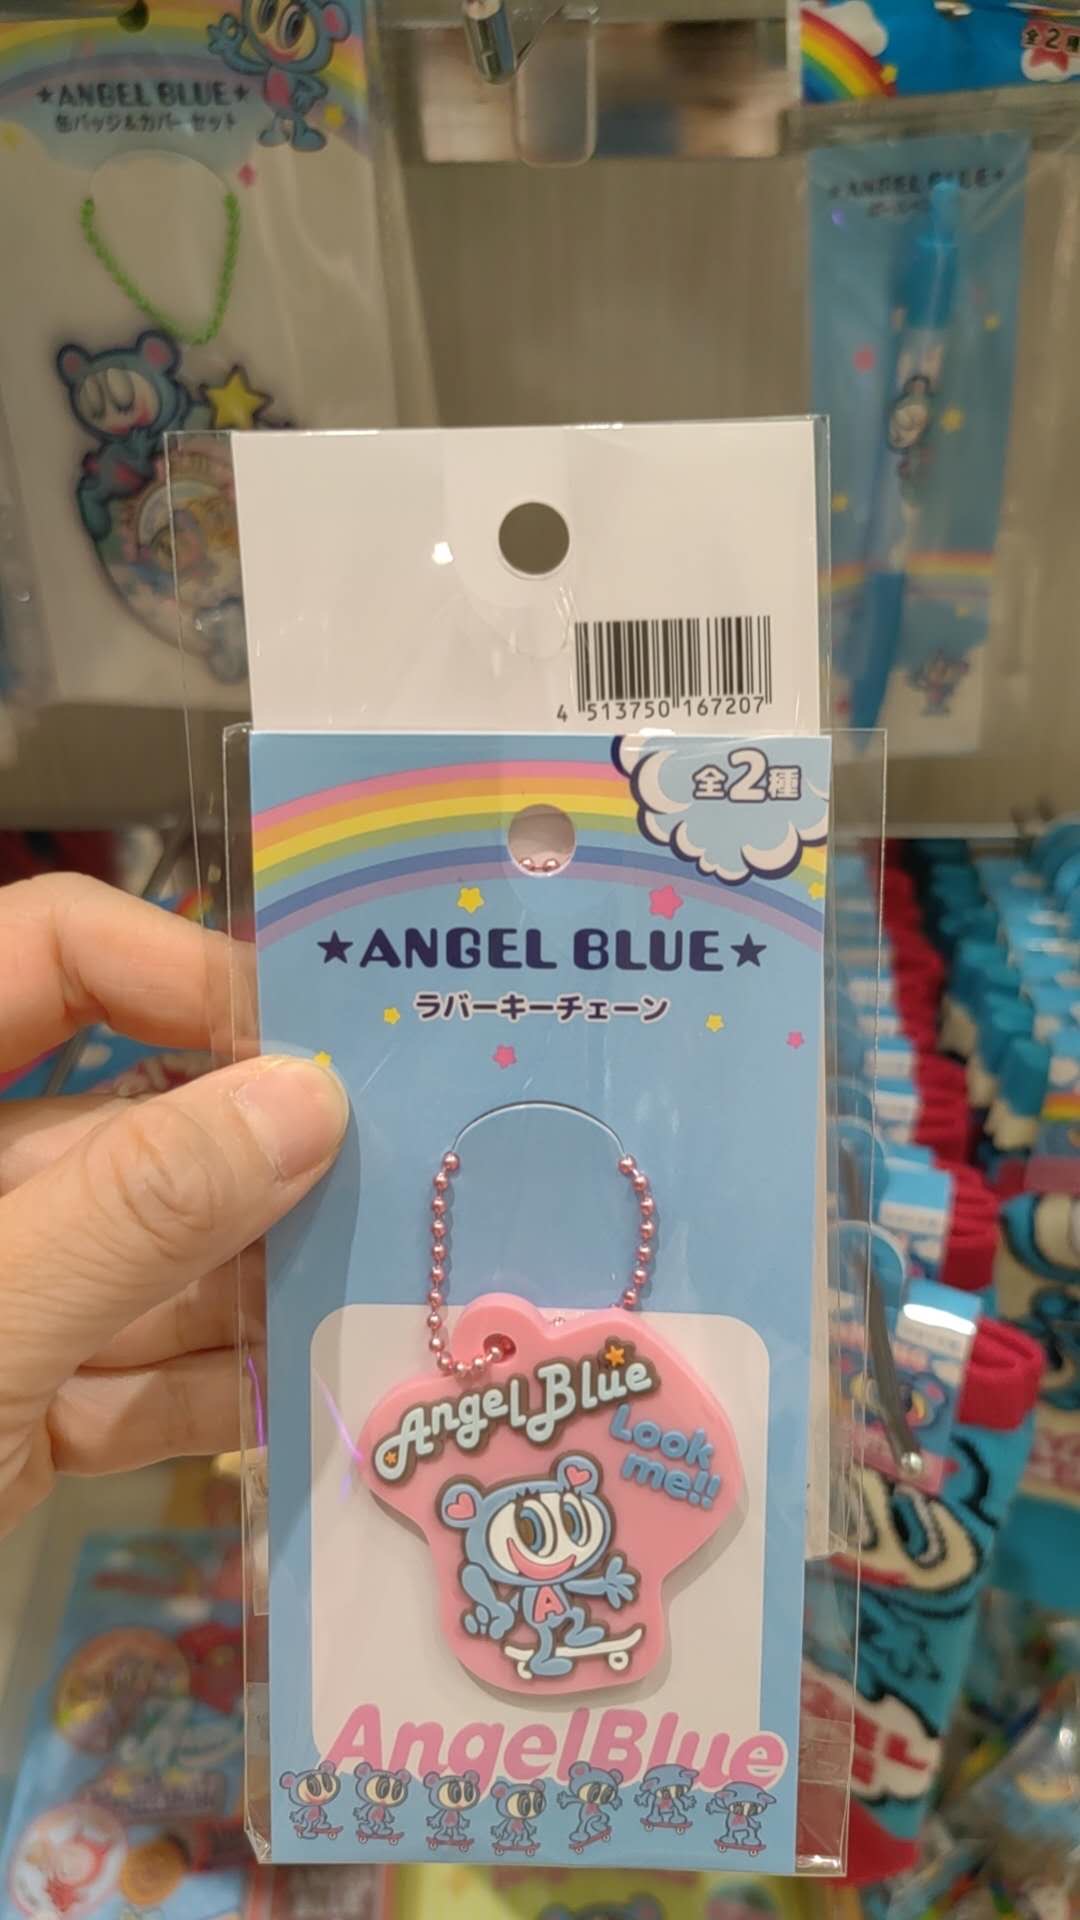 ★ANGEL BLUE★
缶バッジ&カバー セット
全2種
★ANGEL BLUE★
4 513750 167207
全2種
★ANGEL BLUE★
ラバーキーチェーン
Angel Blue
Look
me!!
A
AngelBlue